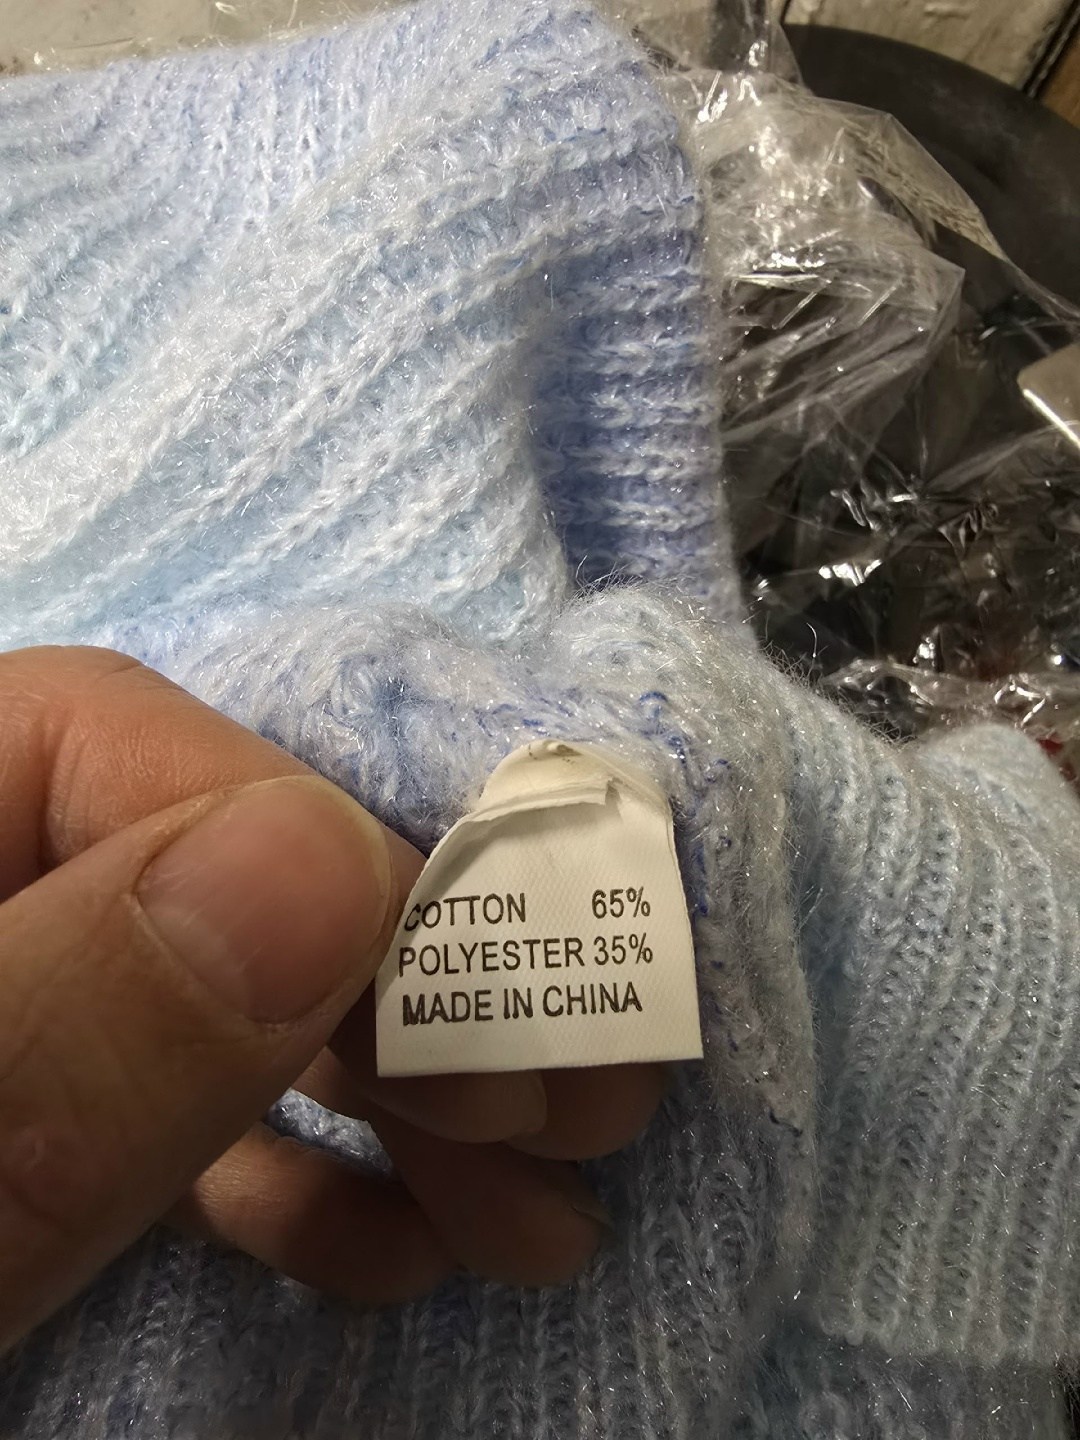 COTTON 65%
POLYESTER 35%
MADE IN CHINA